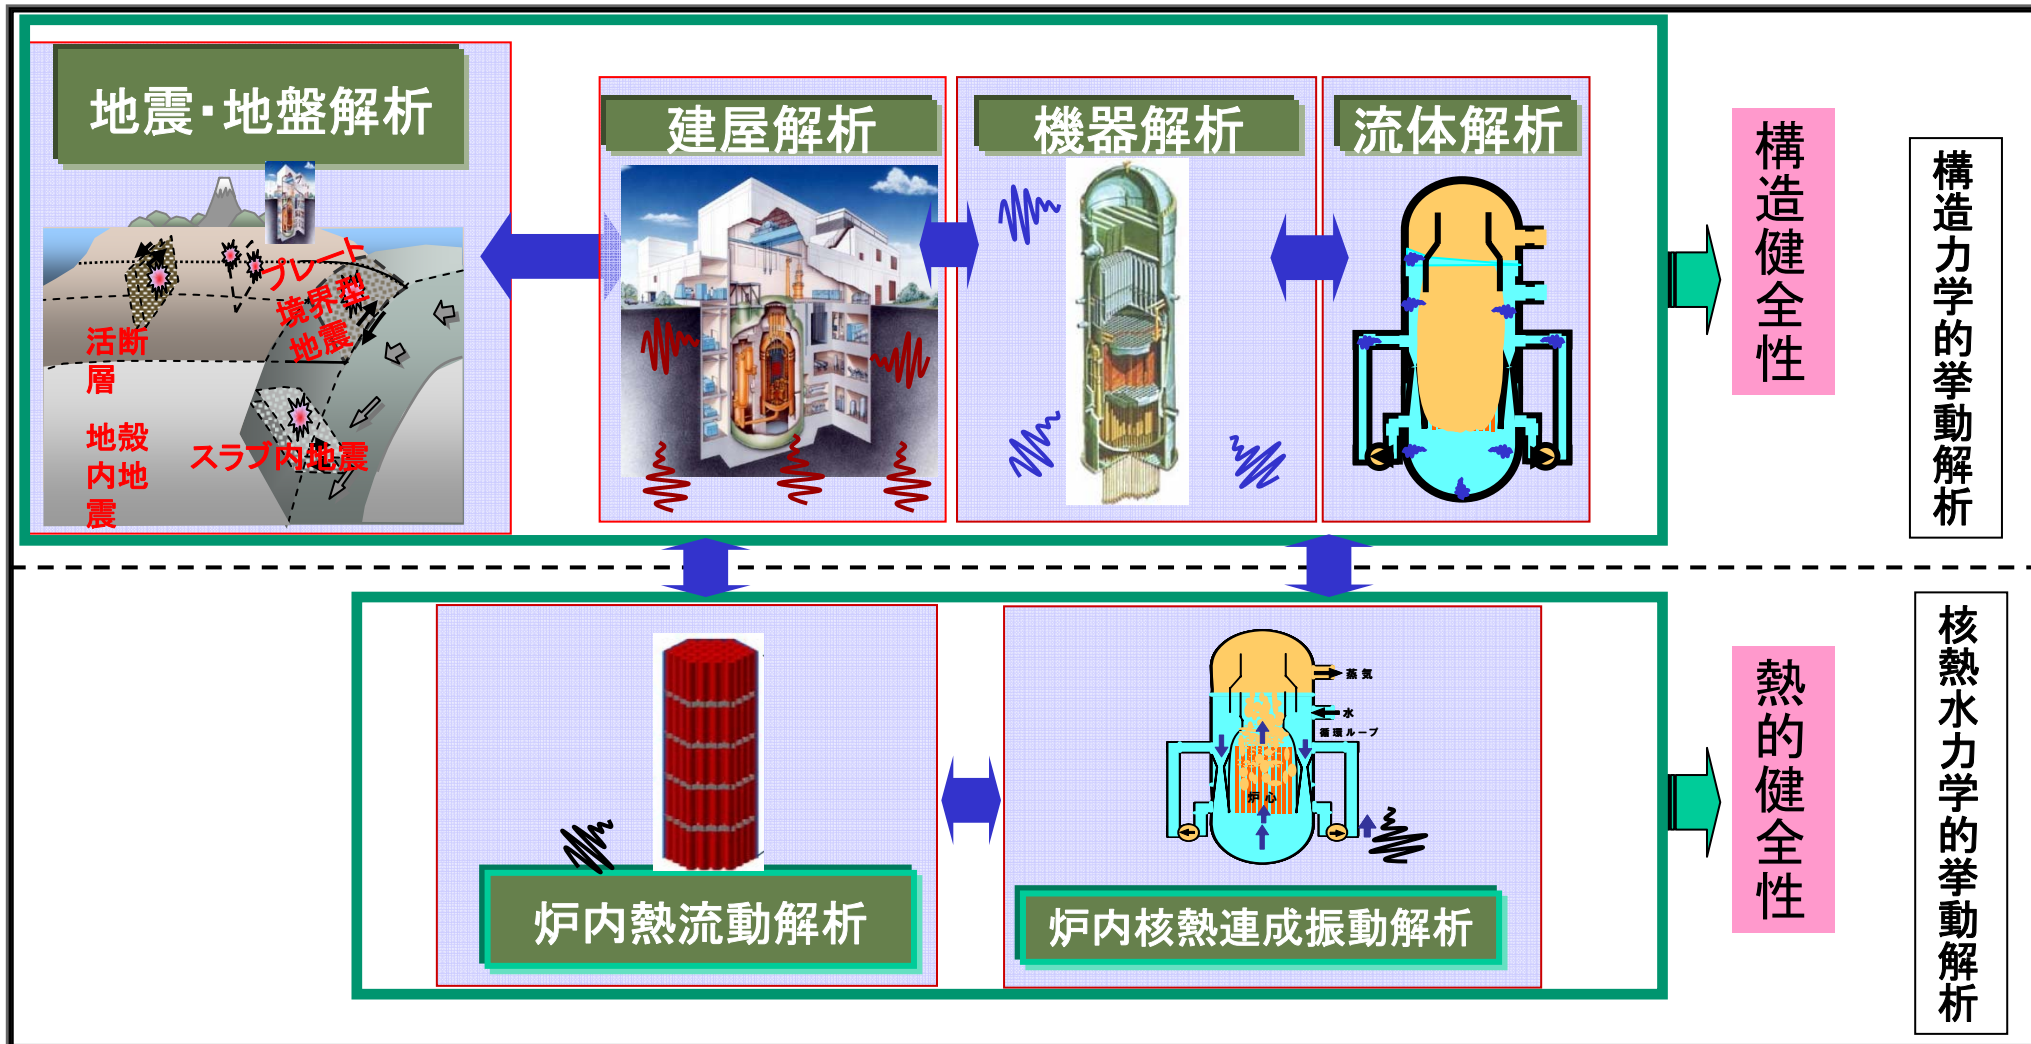 地震・地盤解析
建屋解析
機器解析
流体解析
プレート
境界型
地震
活断
層
地殻
内地
震
スラブ内地震
構造健全性
構造力学的挙動解析
蒸気
水
循環ループ
炉心
炉内熱流動解析
炉内核熱連成振動解析
熱的健全性
核熱水力学的挙動解析